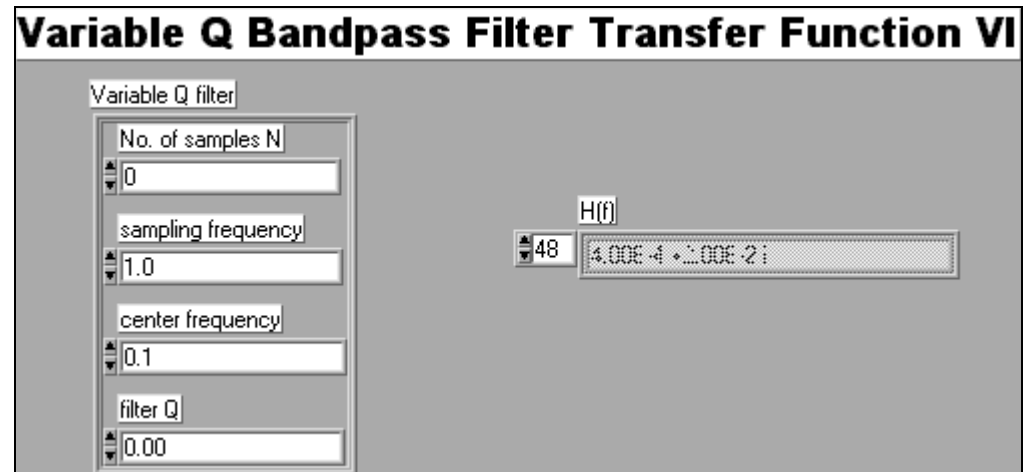 Variable Q Bandpass Filter Transfer Function VI
Variable Q filter
No. of samples N
0
sampling frequency
1.0
center frequency
0.1
filter Q
0.00
H(f)
48